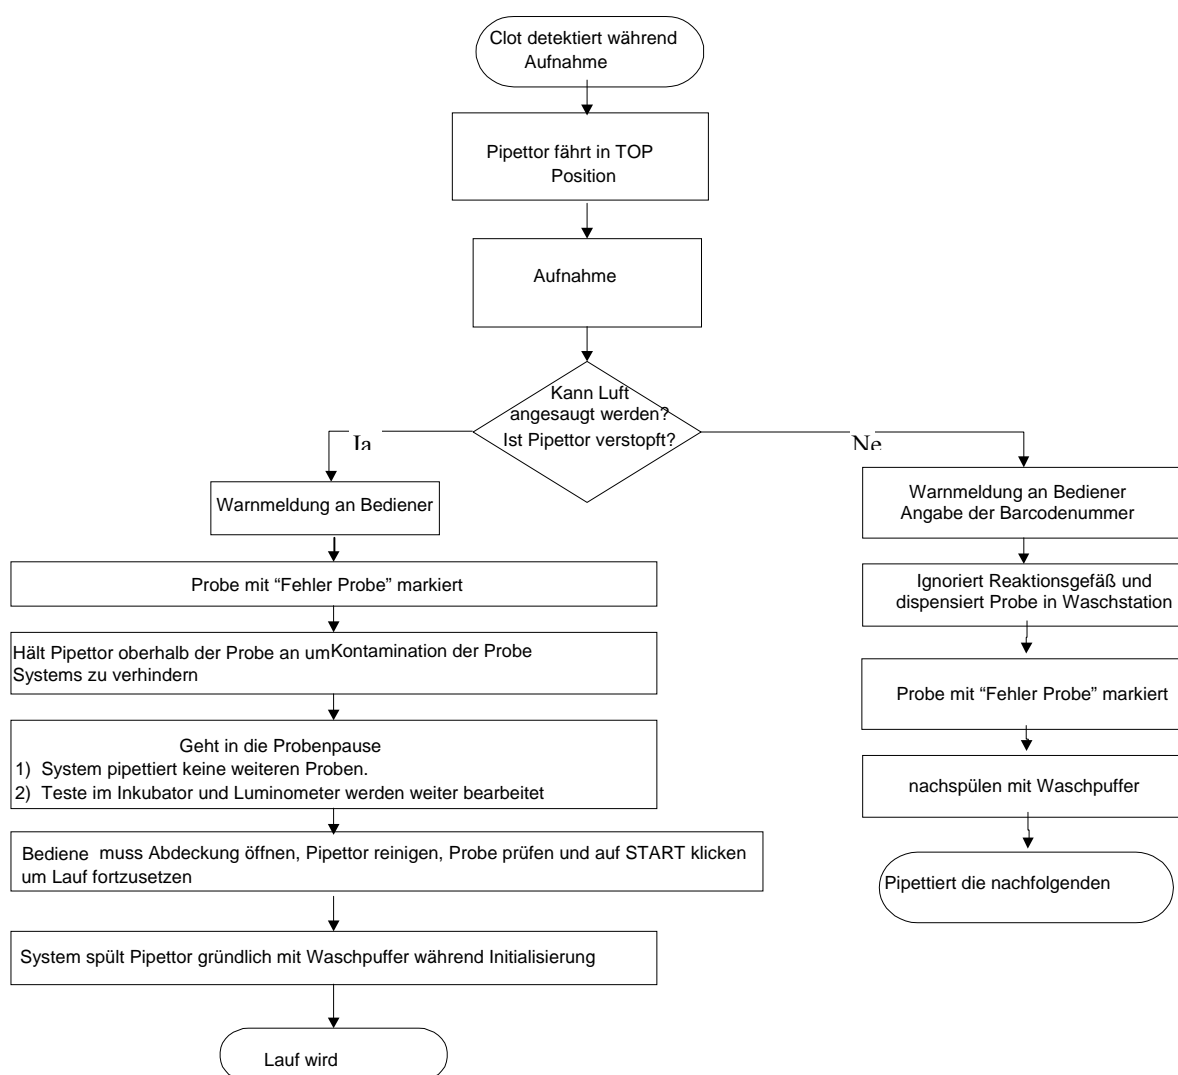 Clot detektiert während
Aufnahme
Pipettor fährt in TOP
Position
Aufnahme
Kann Luft
angesaugt werden?
Ist Pipettor verstopft?
Ja
Warnmeldung an Bediener
Probe mit “Fehler Probe” markiert
Hält Pipettor oberhalb der Probe an um Kontamination der Probe
Systems zu verhindern
Geht in die Probenpause
1) System pipettiert keine weiteren Proben.
2) Teste im Inkubator und Luminometer werden weiter bearbeitet
Bediene muss Abdeckung öffnen, Pipettor reinigen, Probe prüfen und auf START klicken
um Lauf fortzusetzen
System spült Pipettor gründlich mit Waschpuffer während Initialisierung
Lauf wird
Ne
Warnmeldung an Bediener
Angabe der Barcodenummer
Ignoriert Reaktionsgefäß und
dispensiert Probe in Waschstation
Probe mit “Fehler Probe” markiert
nachspülen mit Waschpuffer
Pipettiert die nachfolgenden